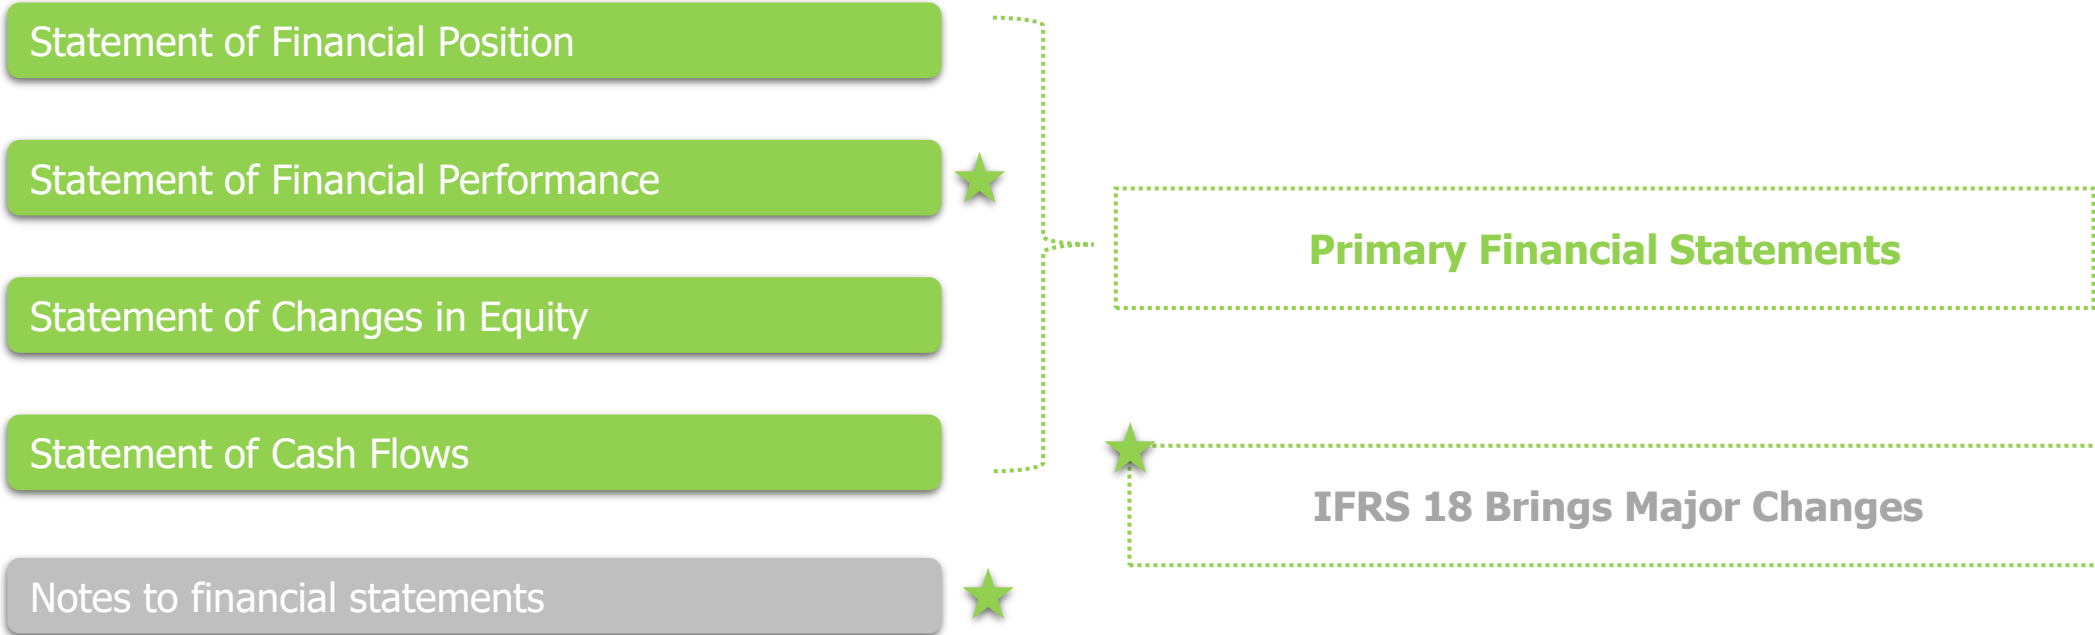 Statement of Financial Position
Statement of Financial Performance
Statement of Changes in Equity
Statement of Cash Flows
Notes to financial statements
Primary Financial Statements
IFRS 18 Brings Major Changes